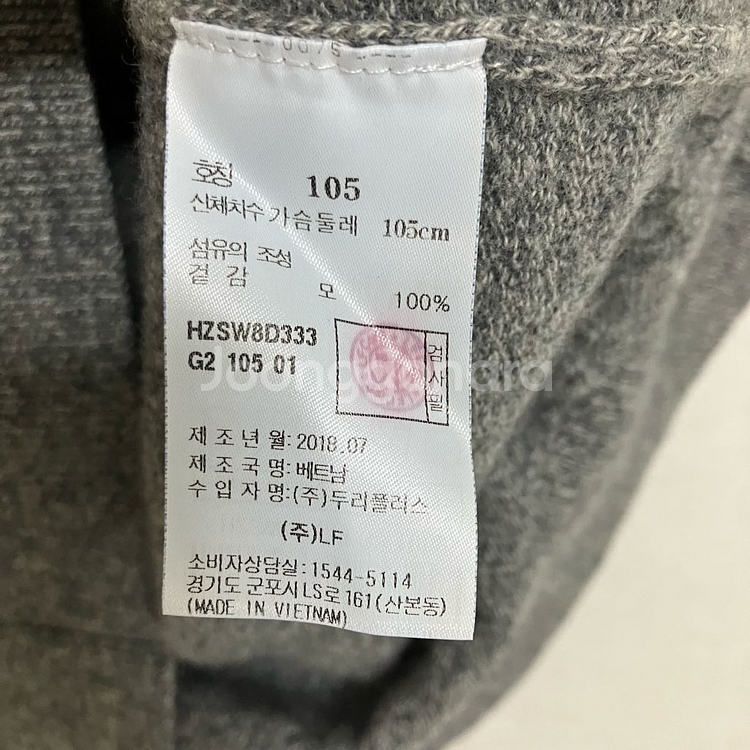 호칭 105
신체치수 가슴둘레 105cm
섬유의 조성
겉감 모 100%
HZSW8D333
G2 105 01
검사필
Joonggonara
제조년월:2018.07
제조국명:베트남
수입자명:(주)두리플러스
(주)LF
소비자상담실:1544-5114
경기도 군포시 LS로 161(산본동)
(MADE IN VIETNAM)